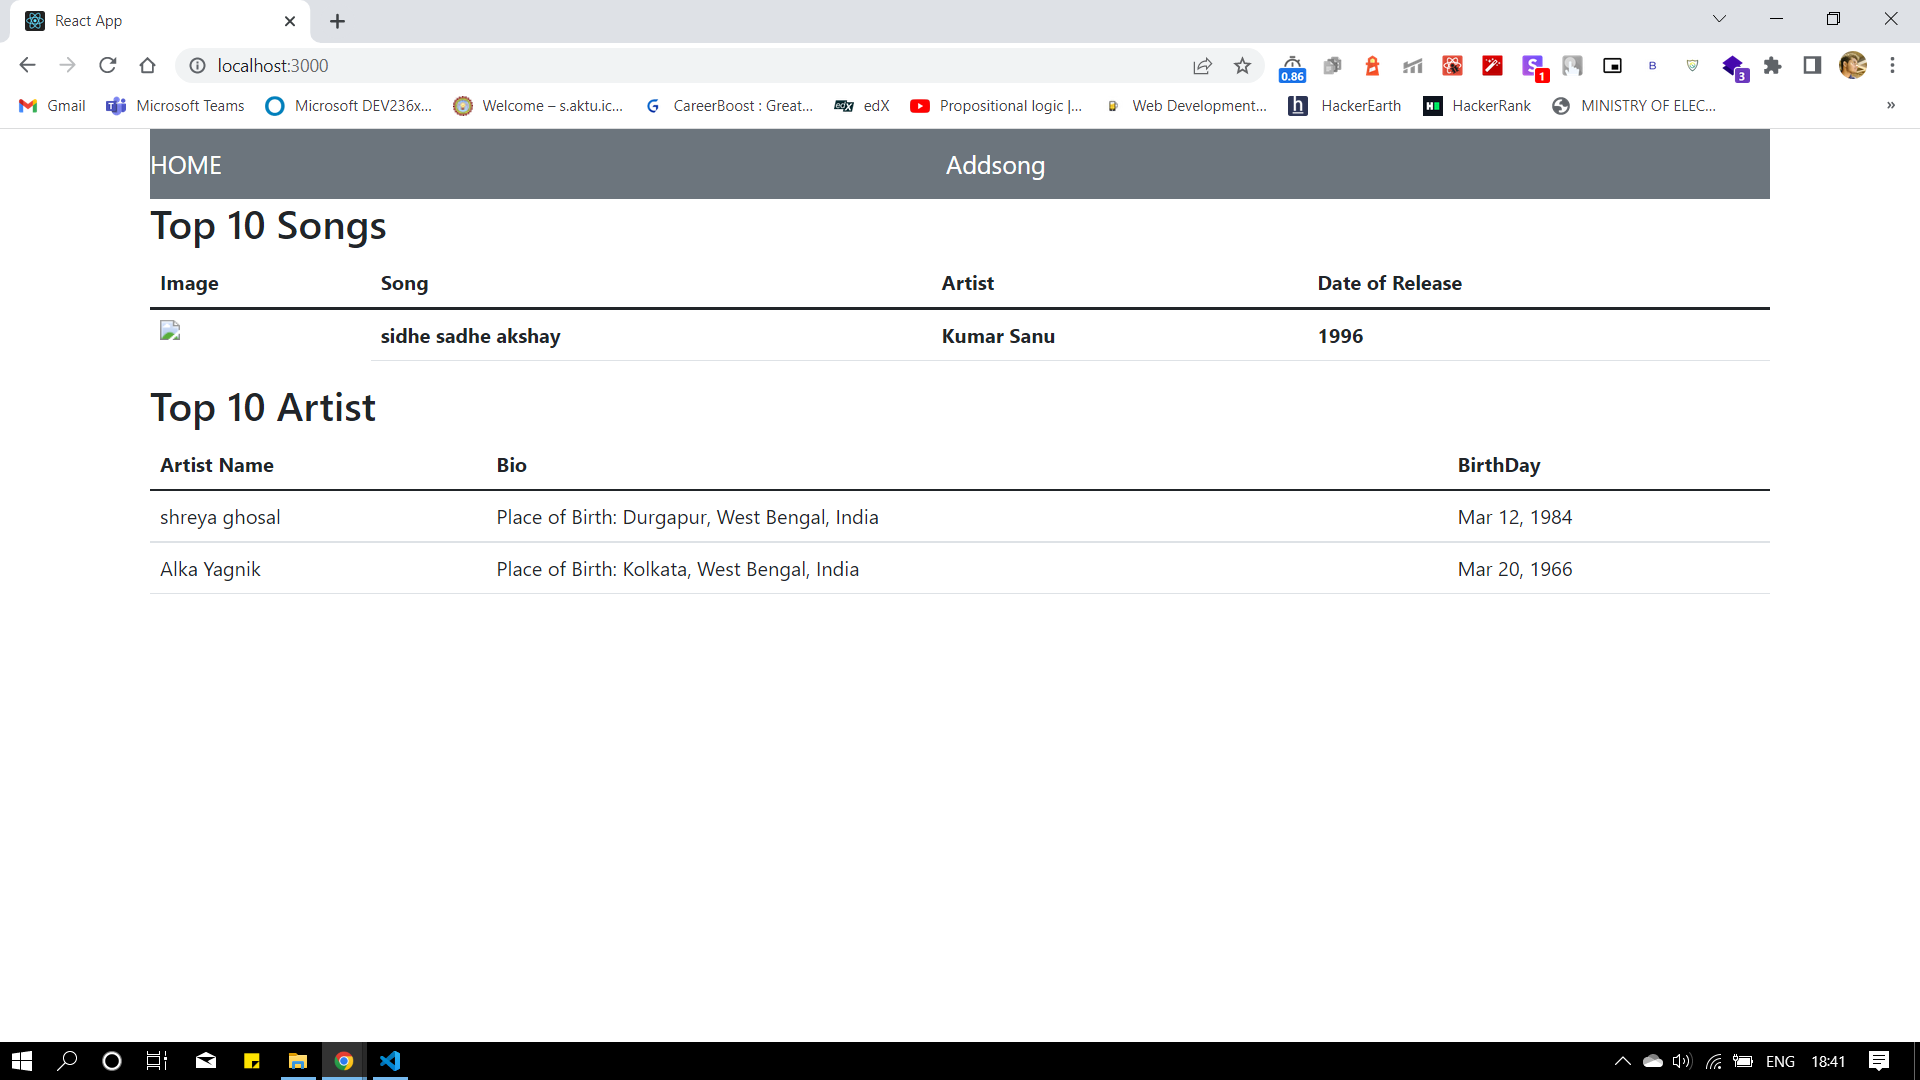 React App
localhost:3000
0.86
1
B
3
Gmail Microsoft Teams Microsoft DEV236x... Welcome – s.aktu.ic... G CareerBoost : Great... edX edX Propositional logic |... Web Development... h HackerEarth H HackerRank MINISTRY OF ELEC... »
HOME Addsong
Top 10 Songs
Image Song Artist Date of Release
sidhe sadhe akshay Kumar Sanu 1996
Top 10 Artist
Artist Name Bio BirthDay
shreya ghosal Place of Birth: Durgapur, West Bengal, India Mar 12, 1984
Alka Yagnik Place of Birth: Kolkata, West Bengal, India Mar 20, 1966
ENG 18:41